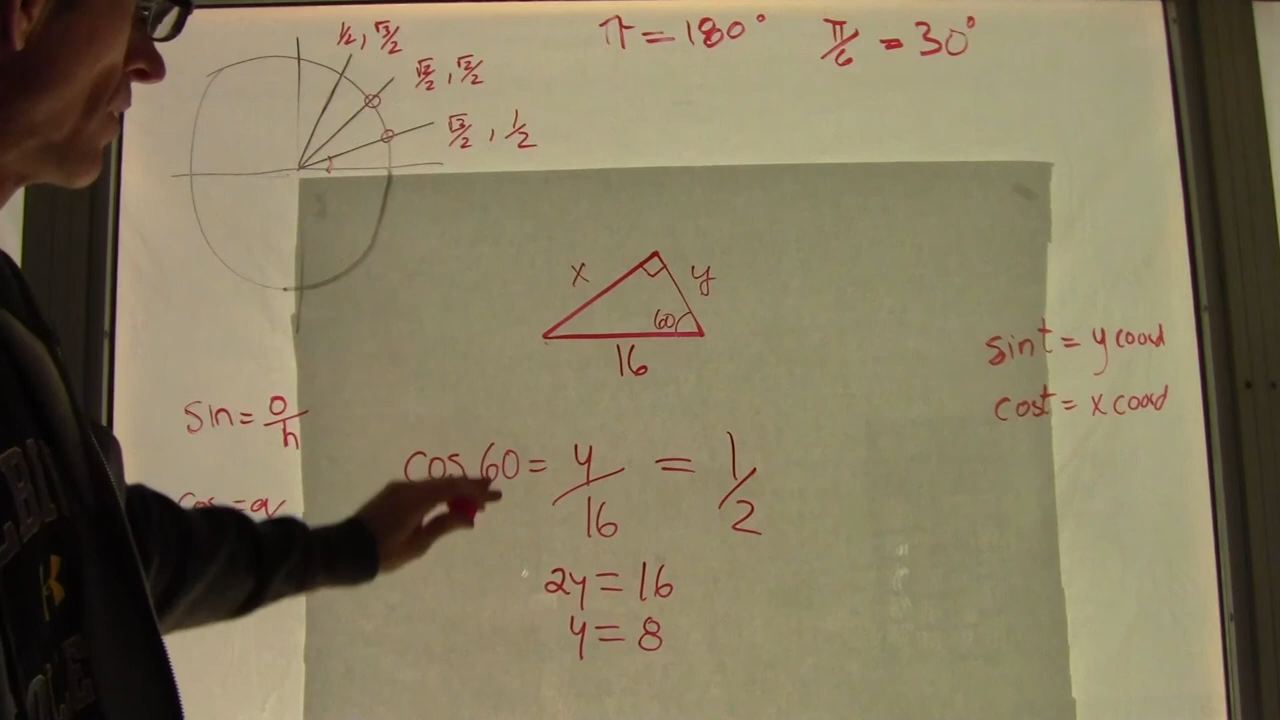 π = 180° π/6 = 30°
1/2, √3/2
√2/2, √2/2
√3/2, 1/2
x y
60
16
sin t = y coord
cos t = x coord
sin = o/h
cos 60 = y/16 = 1/2
cos = a
2y = 16
y = 8